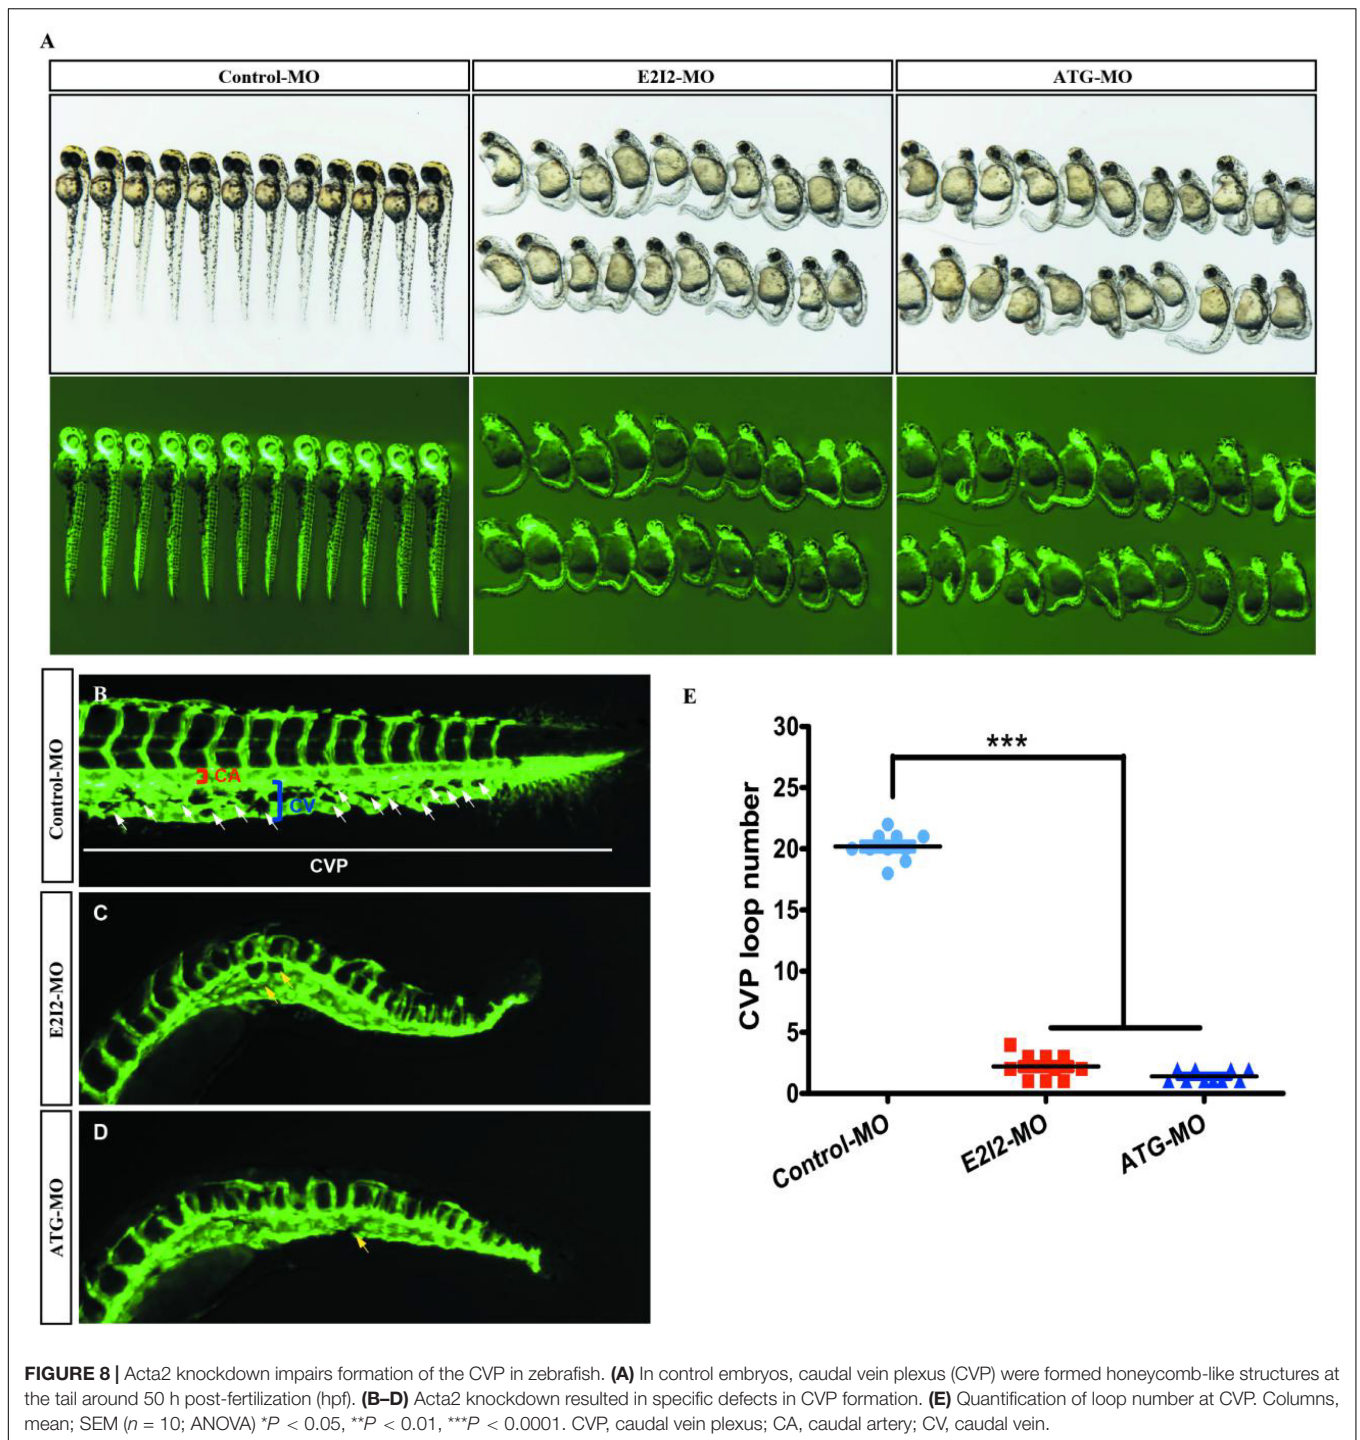 A
Control-MO
E2I2-MO
ATG-MO
Control-MO
B
CA
CV
CVP
E2I2-MO
C
ATG-MO
D
E
CVP loop number
30
25
20
15
10
5
0
***
Control-MO
E2I2-MO
ATG-MO
FIGURE 8 | Acta2 knockdown impairs formation of the CVP in zebrafish. (A) In control embryos, caudal vein plexus (CVP) were formed honeycomb-like structures at
the tail around 50 h post-fertilization (hpf). (B–D) Acta2 knockdown resulted in specific defects in CVP formation. (E) Quantification of loop number at CVP. Columns,
mean; SEM (n = 10; ANOVA) *P < 0.05, **P < 0.01, ***P < 0.0001. CVP, caudal vein plexus; CA, caudal artery; CV, caudal vein.